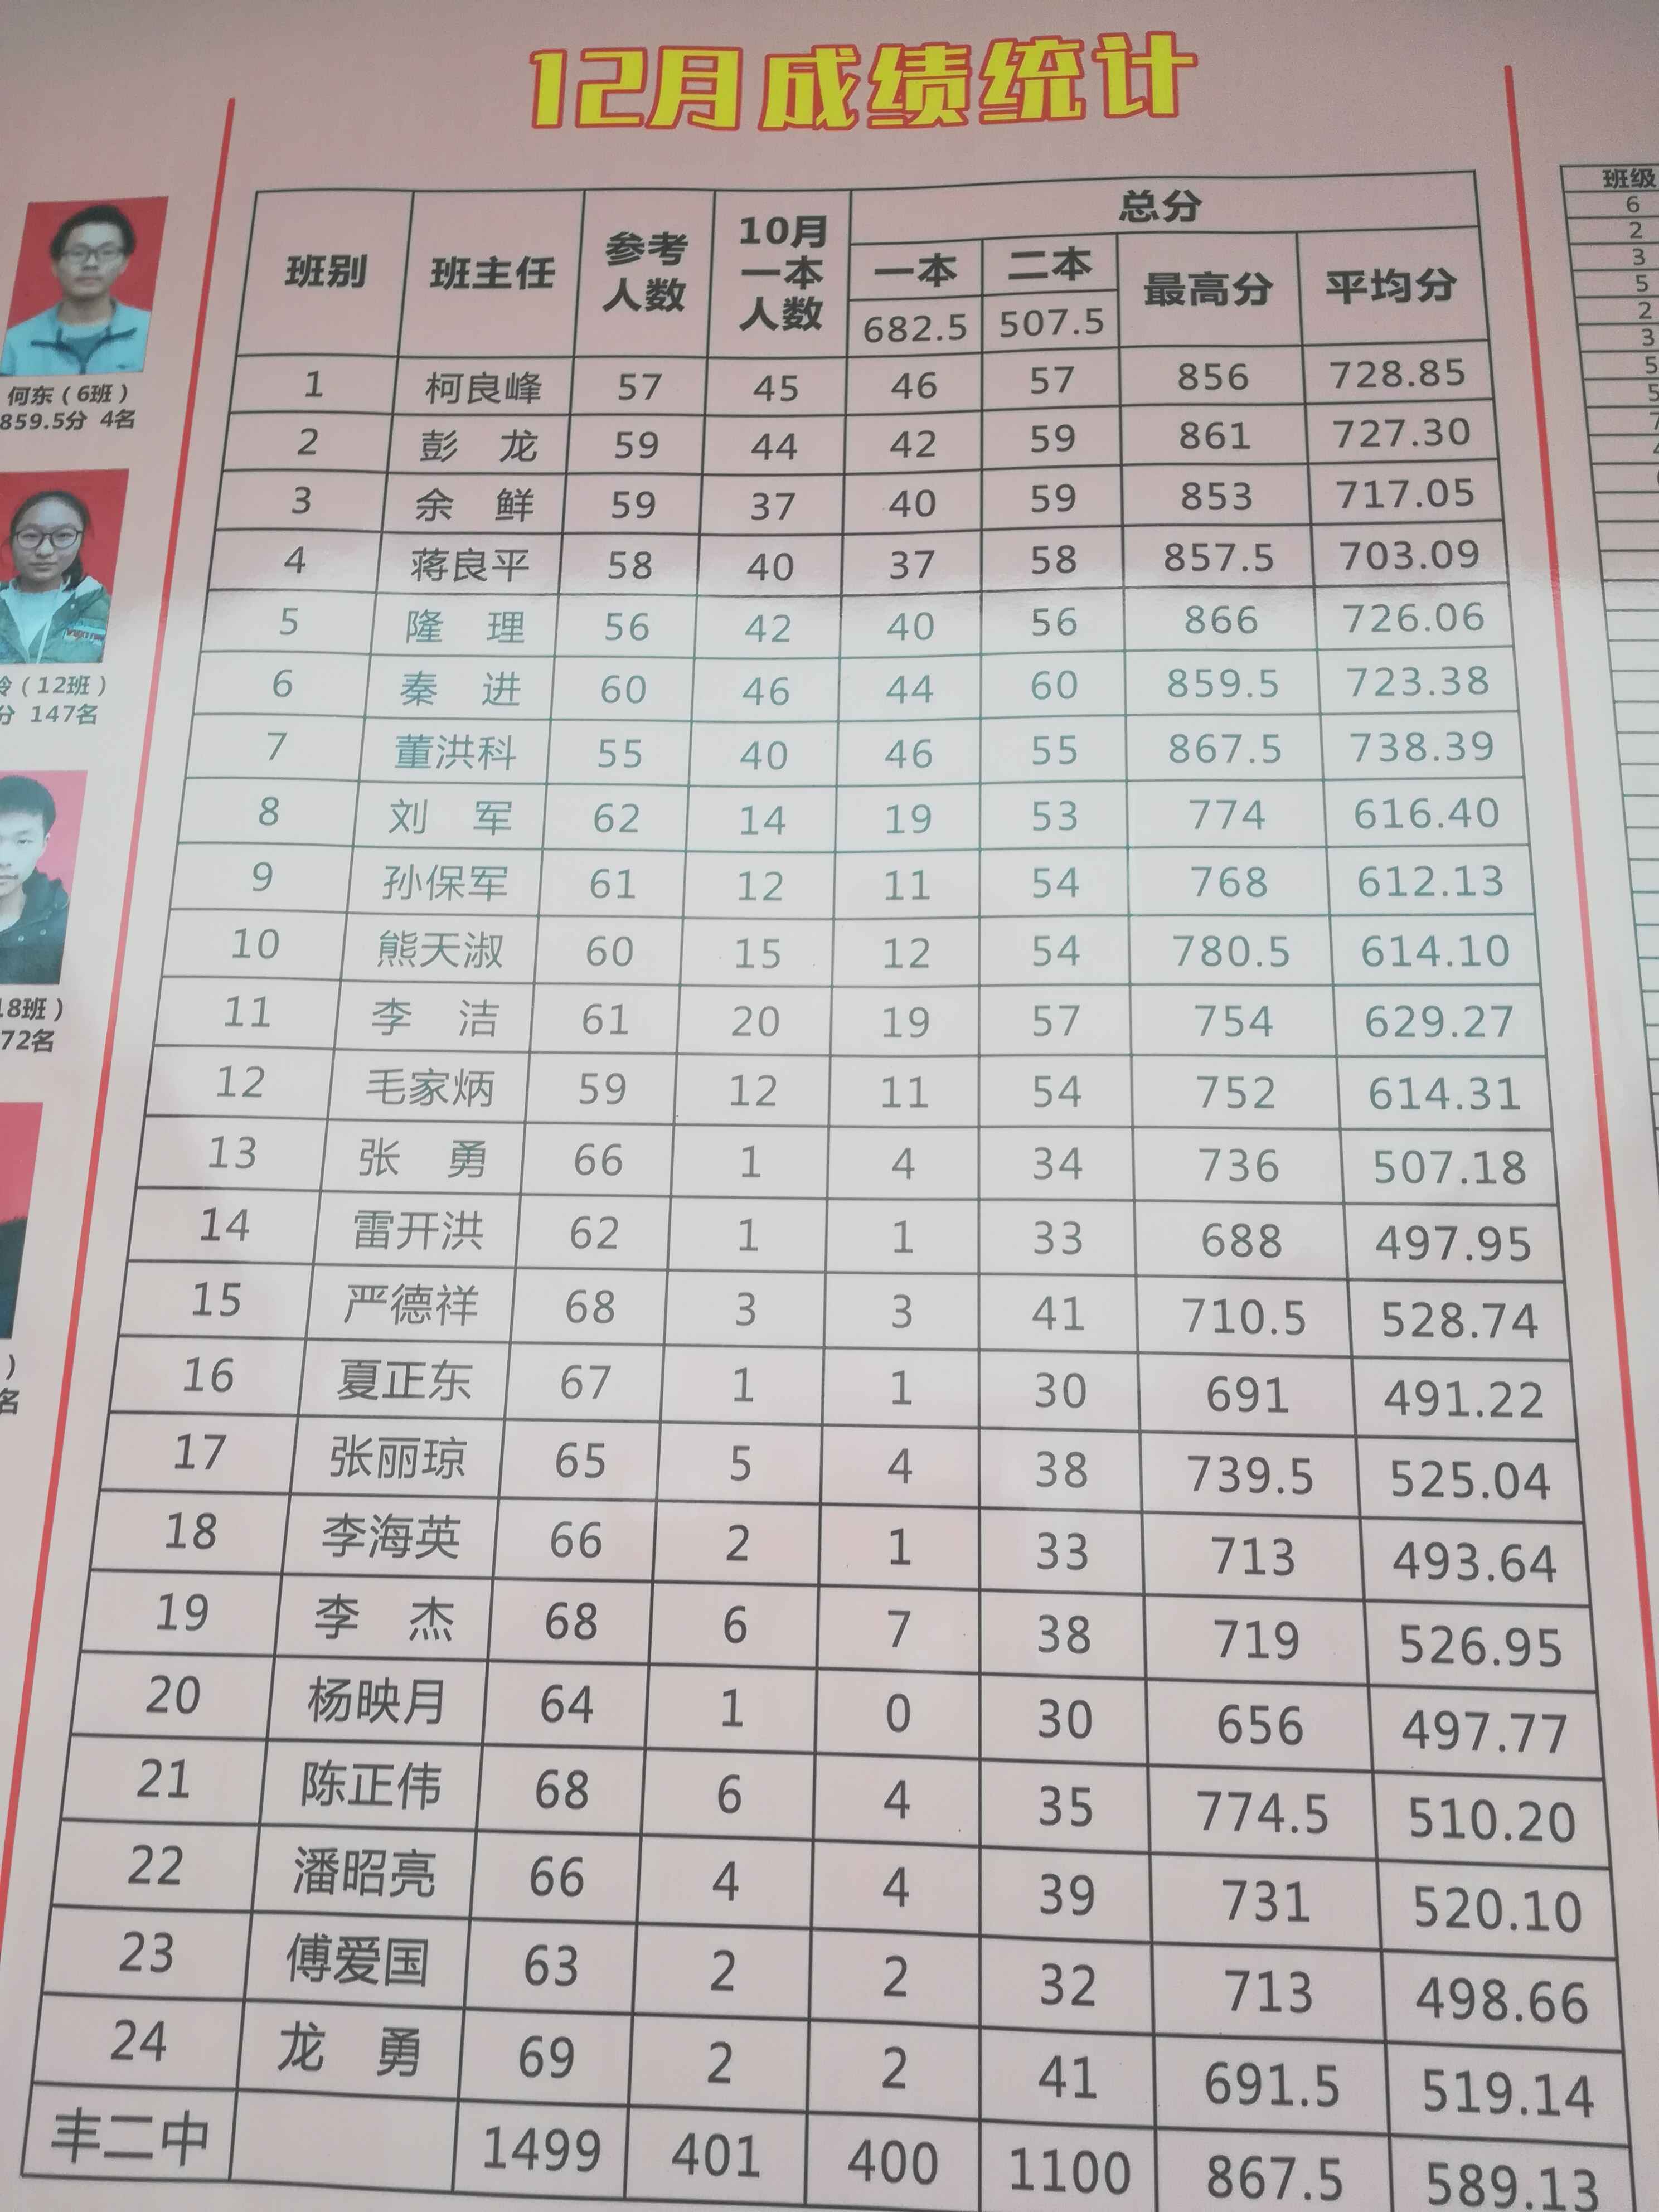 12月成绩统计
班别 班主任 参考人数 10月一本人数 总分
一本 二本 最高分 平均分
682.5 507.5
1 柯良峰 57 45 46 57 856 728.85
2 彭 龙 59 44 42 59 861 727.30
3 余 鲜 59 37 40 59 853 717.05
4 蒋良平 58 40 37 58 857.5 703.09
5 隆 理 56 42 40 56 866 726.06
6 秦 进 60 46 44 60 859.5 723.38
7 董洪科 55 40 46 55 867.5 738.39
8 刘 军 62 14 19 53 774 616.40
9 孙保军 61 12 11 54 768 612.13
10 熊天淑 60 15 12 54 780.5 614.10
11 李 洁 61 20 19 57 754 629.27
12 毛家炳 59 12 11 54 752 614.31
13 张 勇 66 1 4 34 736 507.18
14 雷开洪 62 1 1 33 688 497.95
15 严德祥 68 3 3 41 710.5 528.74
16 夏正东 67 1 1 30 691 491.22
17 张丽琼 65 5 4 38 739.5 525.04
18 李海英 66 2 1 33 713 493.64
19 李 杰 68 6 7 38 719 526.95
20 杨映月 64 1 0 30 656 497.77
21 陈正伟 68 6 4 35 774.5 510.20
22 潘昭亮 66 4 4 39 731 520.10
23 傅爱国 63 2 2 32 713 498.66
24 龙 勇 69 2 2 41 691.5 519.14
丰二中 1499 401 400 1100 867.5 589.13
何东（6班）
859.5分 4名
（12班）
分 147名
18班）
72名
）
名
班级
6
2
3
5
2
3
5
5
7